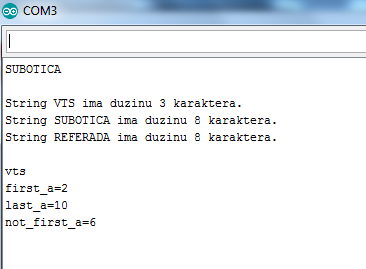 COM3
SUBOTICA
String VTS ima duzinu 3 karaktera.
String SUBOTICA ima duzinu 8 karaktera.
String REFERADA ima duzinu 8 karaktera.
vts
first_a=2
last_a=10
not_first_a=6